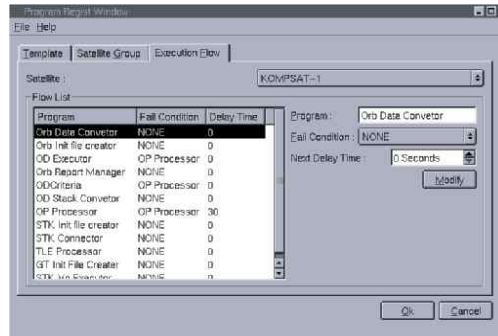 Program Regist Window
File Help
Template Satellite Group Execution Flow
Satellite : KOMPSAT-1
Flow List
Program Fail Condition Delay Time
Orb Data Convetor NONE 0
Orb Init file creator NONE 0
OD Executor OP Processor 0
Orb Report Manager NONE 0
ODCriteria OP Processor 0
OD Stack Convetor NONE 0
OP Processor OP Processor 30
STK Init file creator NONE 0
STK Connector NONE 0
TLE Processor NONE 0
GT Init File Creater NONE 0
STK Executor NONE 0
Program : Orb Data Convetor
Fail Condition : NONE
Next Delay Time : 0 Seconds
Modify
Ok Cancel